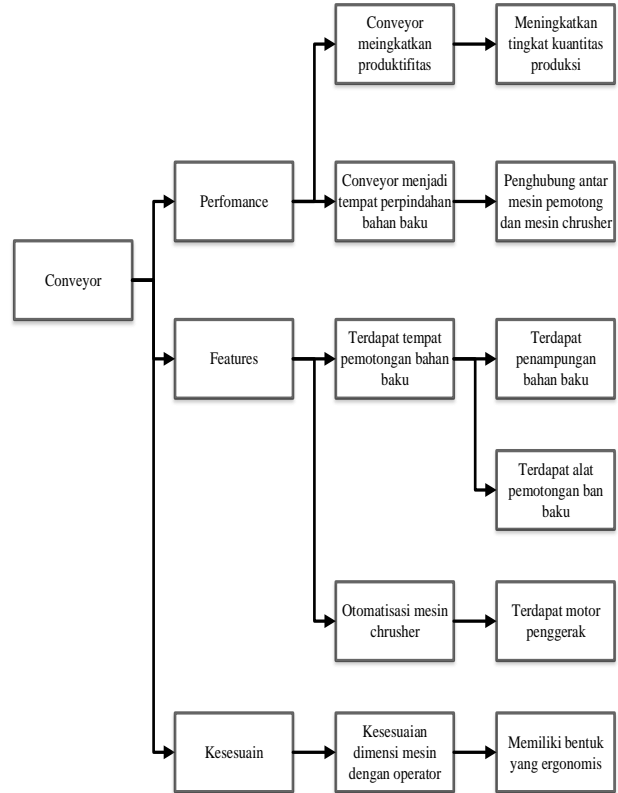 Conveyor
meingkatkan
produktifitas
Meningkatkan
tingkat kuantitas
produksi
Perfomance
Conveyor menjadi
tempat perpindahan
bahan baku
Penghubung antar
mesin pemotong
dan mesin chrusher
Conveyor
Features
Terdapat tempat
pemotongan bahan
baku
Terdapat
penampungan
bahan baku
Terdapat alat
pemotongan ban
baku
Otomatisasi mesin
chrusher
Terdapat motor
penggerak
Kesesuain
Kesesuaian
dimensi mesin
dengan operator
Memiliki bentuk
yang ergonomis